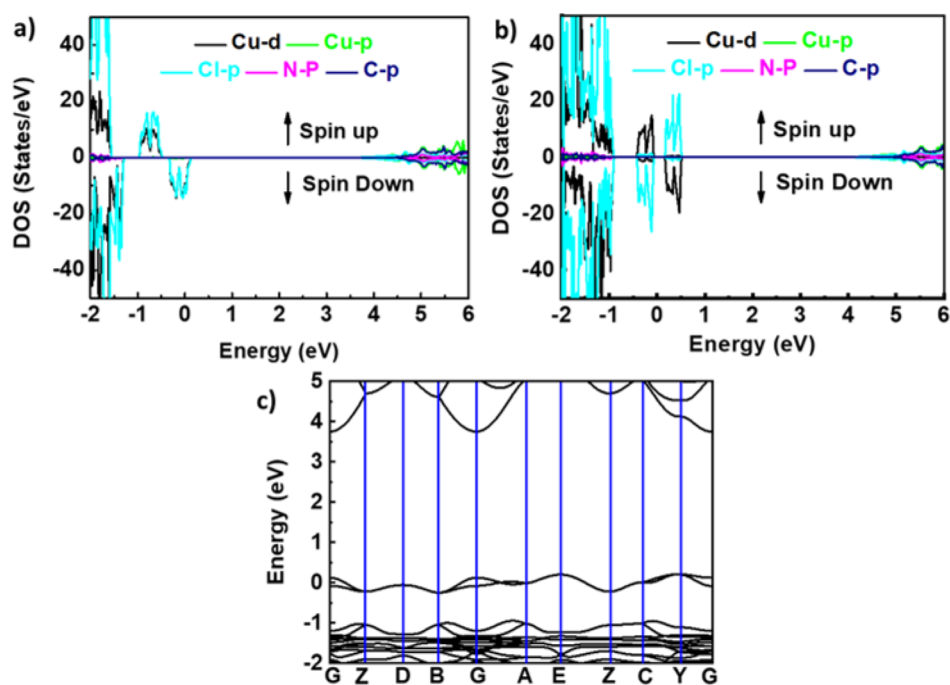 a)
Cu-d Cu-p
Cl-p N-P C-p
Spin up
Spin Down
DOS (States/eV)
40
20
0
-20
-40
-2 -1 0 1 2 3 4 5 6
Energy (eV)
b)
Cu-d Cu-p
Cl-p N-P C-p
Spin up
Spin Down
DOS (States/eV)
40
20
0
-20
-40
-2 -1 0 1 2 3 4 5 6
Energy (eV)
c)
Energy (eV)
5
4
3
2
1
0
-1
-2
G Z D B G A E Z C Y G